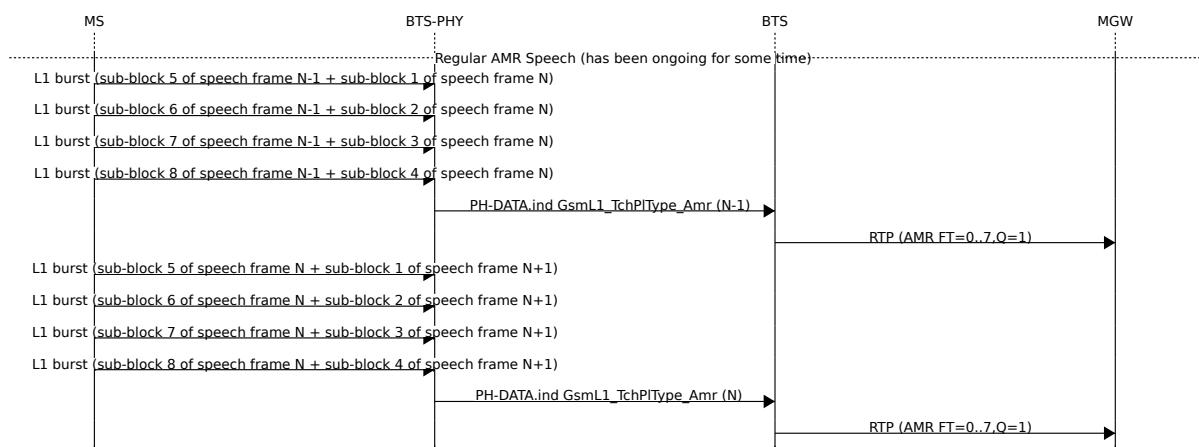 MS BTS-PHY BTS MGW
Regular AMR Speech (has been ongoing for some time)
L1 burst (sub-block 5 of speech frame N-1 + sub-block 1 of speech frame N)
L1 burst (sub-block 6 of speech frame N-1 + sub-block 2 of speech frame N)
L1 burst (sub-block 7 of speech frame N-1 + sub-block 3 of speech frame N)
L1 burst (sub-block 8 of speech frame N-1 + sub-block 4 of speech frame N)
PH-DATA.ind GsmL1_TchPlType_Amr (N-1)
RTP (AMR FT=0..7,Q=1)
L1 burst (sub-block 5 of speech frame N + sub-block 1 of speech frame N+1)
L1 burst (sub-block 6 of speech frame N + sub-block 2 of speech frame N+1)
L1 burst (sub-block 7 of speech frame N + sub-block 3 of speech frame N+1)
L1 burst (sub-block 8 of speech frame N + sub-block 4 of speech frame N+1)
PH-DATA.ind GsmL1_TchPlType_Amr (N)
RTP (AMR FT=0..7,Q=1)